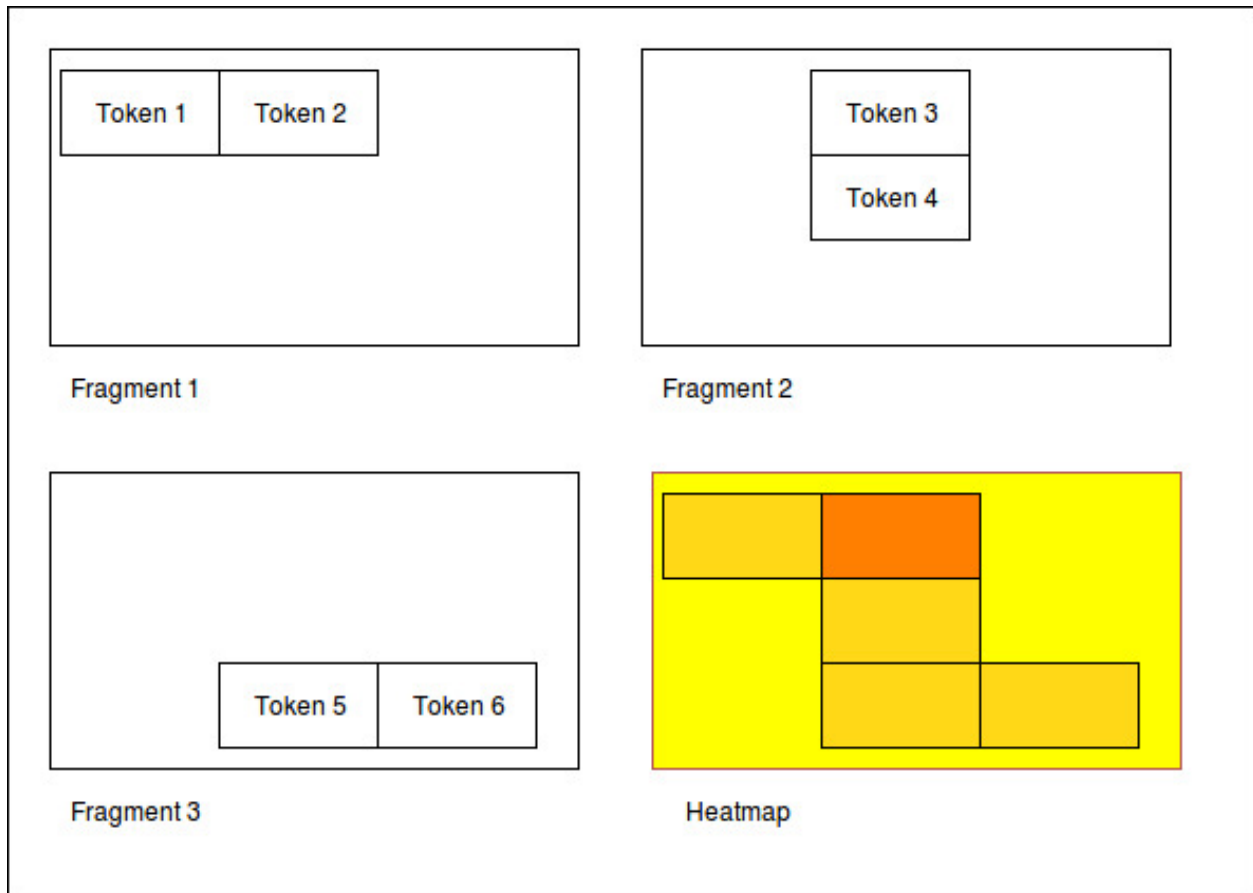 Token 1 Token 2
Fragment 1
Token 3
Token 4
Fragment 2
Token 5 Token 6
Fragment 3
Heatmap